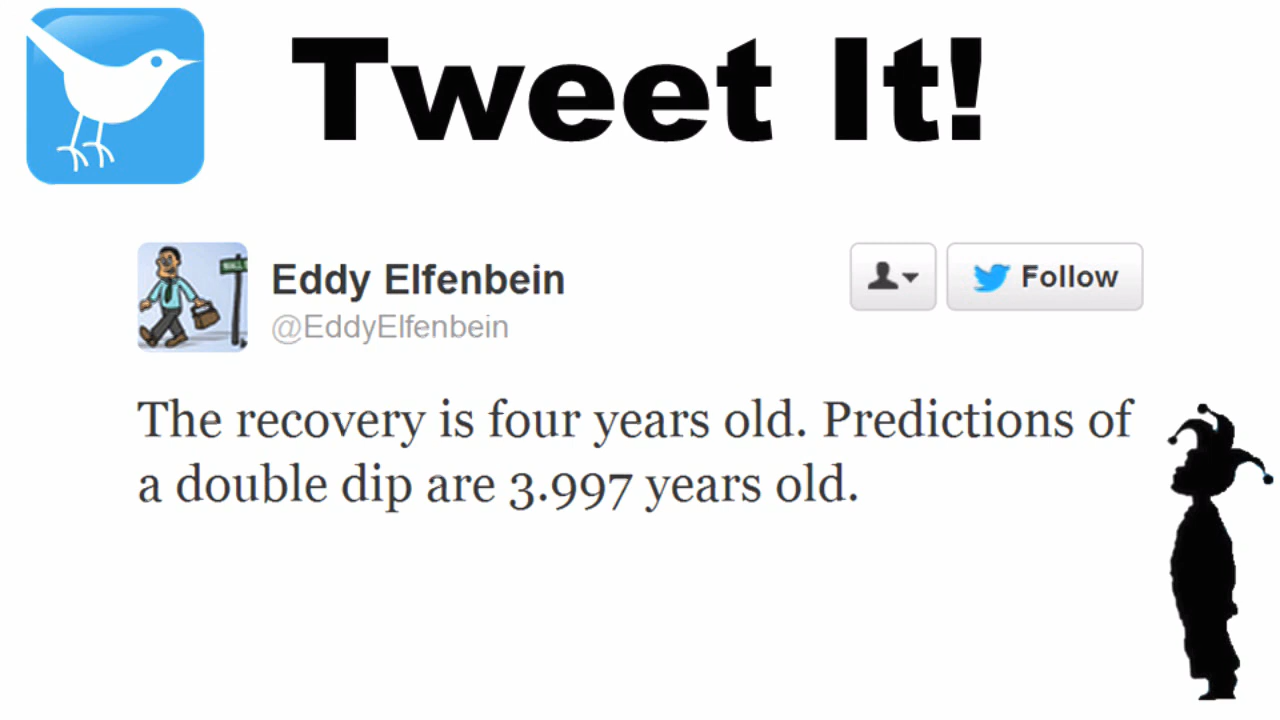 Tweet It!
Eddy Elfenbein
@EddyElfenbein
Follow
The recovery is four years old. Predictions of
a double dip are 3.997 years old.